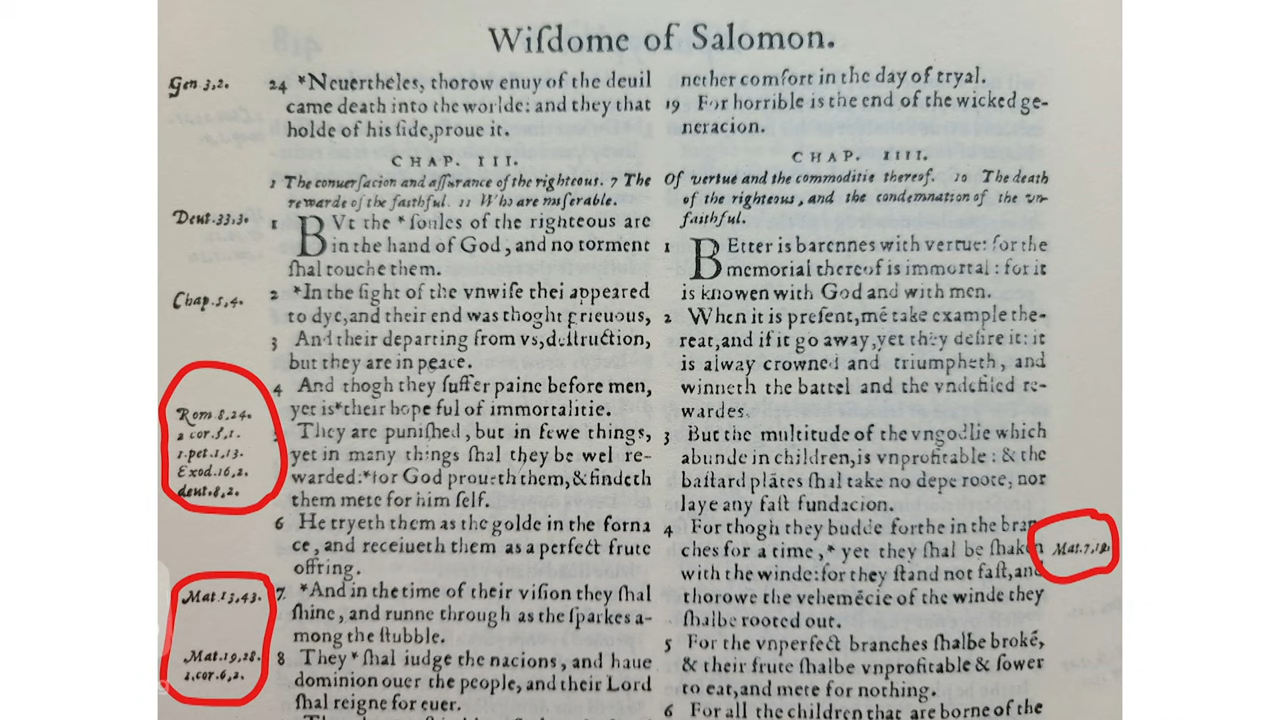 Wiſdome of Salomon.
Gen 3,2.
24 *Neuertheles, thorow enuy of the deuil
came death into the worlde: and they that
holde of his ſide,proue it.
CHAP. III.
1 The conuerſacion and aſſurance of the righteous. 7 The
rewarde of the faithful. 11 Who are miſerable.
Deut.33,3.
1 BVt the *ſoules of the righteous are
in the hand of God, and no torment
ſhal touche them.
Chap.5,4.
2 *In the ſight of the vnwiſe thei appeared
to dye,and their end was thoght grieuous,
3 And their departing from vs,deſtruction,
but they are in peace.
4 And thogh they ſuffer paine before men,
yet is*their hope ful of immortalitie.
Rom.8,24.
2 cor.5,1.
1.pet.1,13.
Exod.16,2.
deut.8,2.
5 They are puniſhed, but in fewe things,
yet in many things ſhal they be wel re-
warded:*for God proueth them,&findeth
them mete for him ſelf.
6 He tryeth them as the golde in the forna
ce, and receiueth them as a perfect frute
offring.
Mat.13,43.
7 *And in the time of their viſion they ſhal
ſhine, and runne through as the ſparkes a-
mong the ſtubble.
Mat.19,28.
1.cor.6,2.
8 They* ſhal iudge the nacions, and haue
dominion ouer the people, and their Lord
ſhal reigne for euer.
nether comfort in the day of tryal.
19 For horrible is the end of the wicked ge-
neracion.
CHAP. IIII.
Of vertue and the commoditie thereof. 10 The death
of the righteous, and the condemnation of the vn-
faithful.
1 BEtter is barennes with vertue: for the
memorial thereof is immortal: for it
is knowen with God and with men.
2 When it is preſent,mē take example the-
reat,and if it go away,yet they deſire it: it
is alway crowned and triumpheth, and
winneth the battel and the vndefiled re-
wardes.
3 But the multitude of the vngodlie which
abunde in children,is vnprofitable: & the
baſtard plātes ſhal take no depe roote, nor
laye any faſt fundacion.
4 For thogh they budde forthe in the bran
ches for a time,* yet they ſhal be ſhaken
with the winde:for they ſtand not faſt,and
thorowe the vehemēcie of the winde they
ſhalbe rooted out.
5 For the vnperfect branches ſhalbe brokē,
& their frute ſhalbe vnprofitable & ſower
to eat,and mete for nothing.
6 For all the children that are borne of the